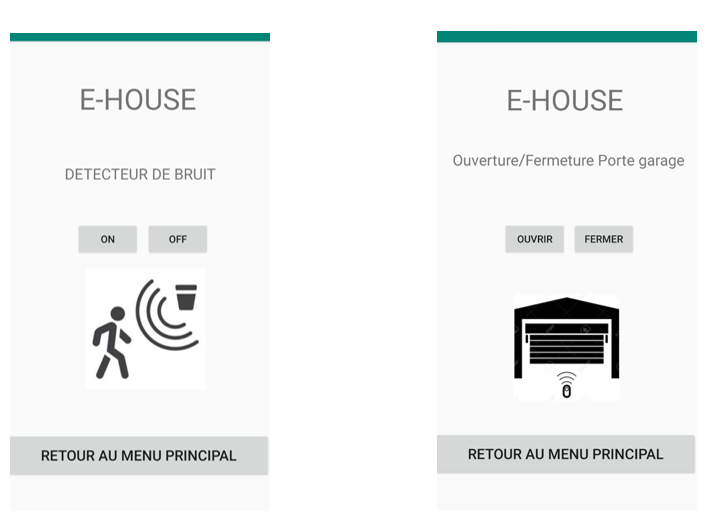 E-HOUSE
DETECTEUR DE BRUIT
ON
OFF
RETOUR AU MENU PRINCIPAL
E-HOUSE
Ouverture/Fermeture Porte garage
OUVRIR
FERMER
RETOUR AU MENU PRINCIPAL